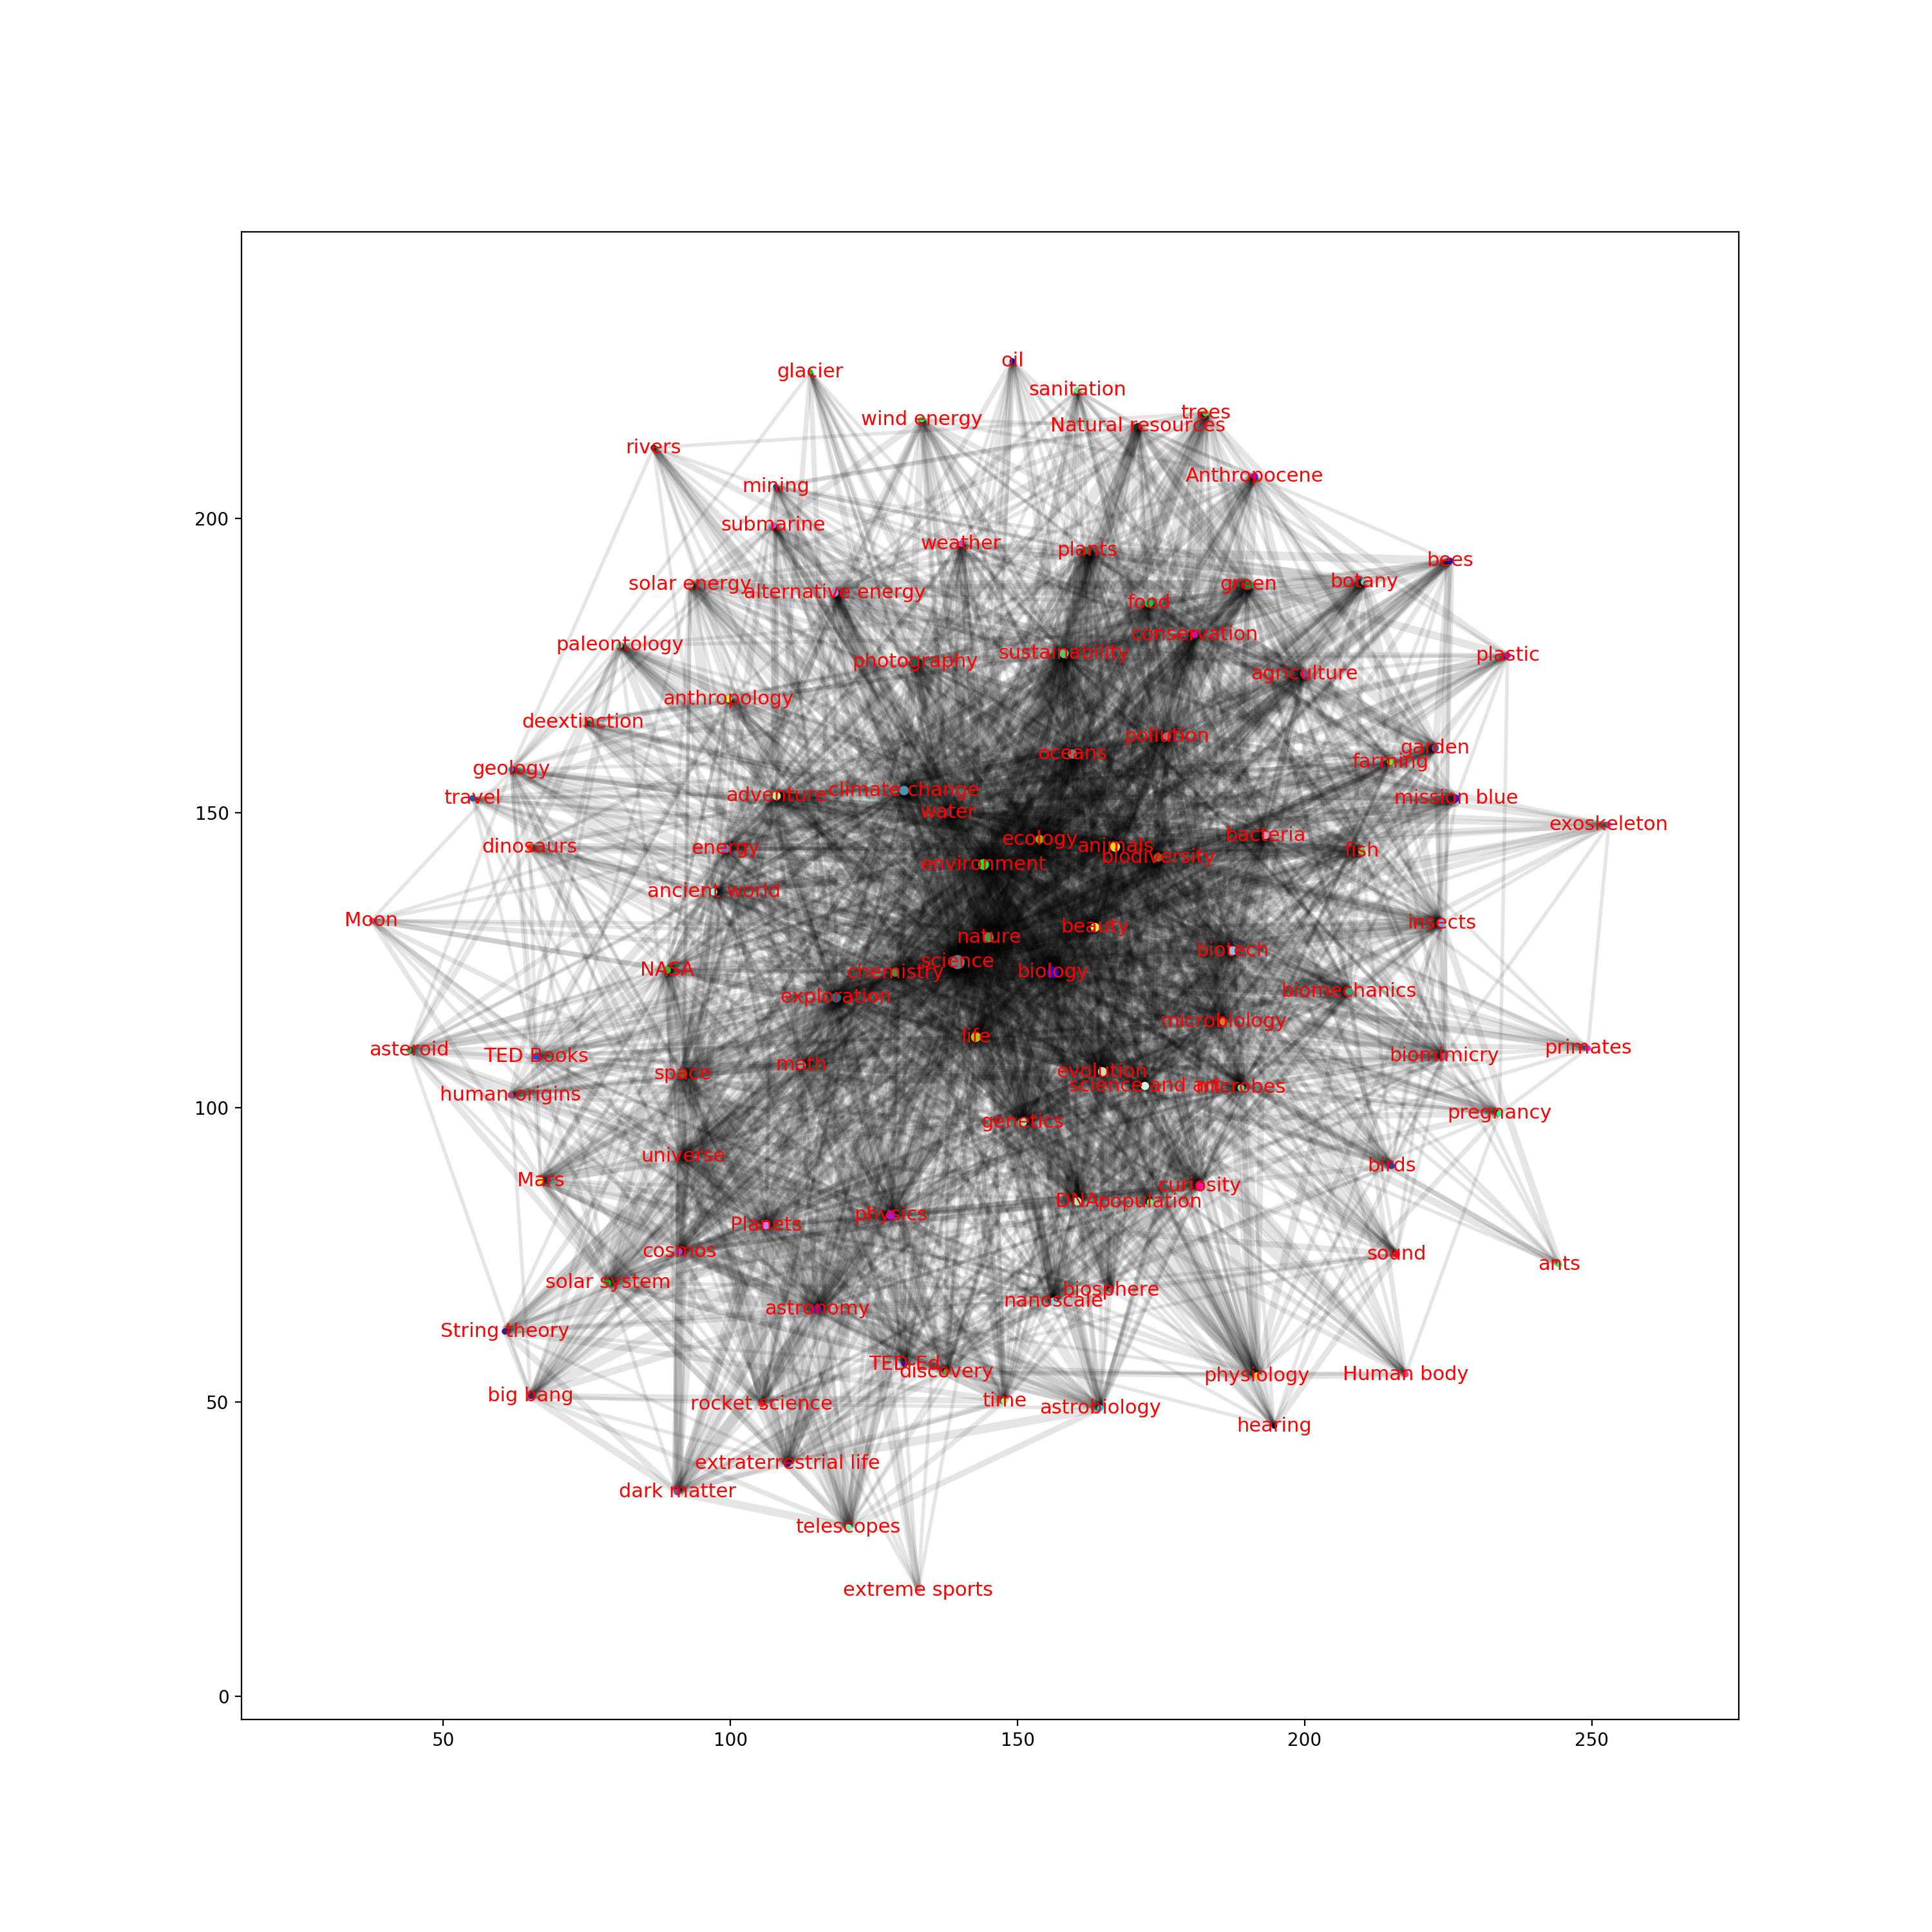 oil
glacier
sanitation
trees
wind energy
Natural resources
rivers
Anthropocene
mining
200
submarine
weather
plants
bees
botany
solar energy
green
alternative energy
food
conservation
paleontology
sustainability
plastic
photography
agriculture
anthropology
deextinction
pollution
garden
oceans
farming
geology
climate change
travel
adventure
mission blue
150
water
exoskeleton
bacteria
ecology
dinosaurs
energy
animals
fish
biodiversity
environment
ancient world
Moon
insects
beauty
nature
biotech
science
NASA
chemistry
biology
biomechanics
exploration
microbiology
life
asteroid
primates
TED Books
biomimicry
math
space
evolution
science and art
microbes
human origins
100
pregnancy
genetics
universe
birds
Mars
curiosity
DNA
population
physics
Planets
cosmos
sound
ants
solar system
biosphere
nanoscale
astronomy
String theory
TED-Ed
discovery
physiology
Human body
big bang
time
50
rocket science
astrobiology
hearing
extraterrestrial life
dark matter
telescopes
extreme sports
0
50
100
150
200
250